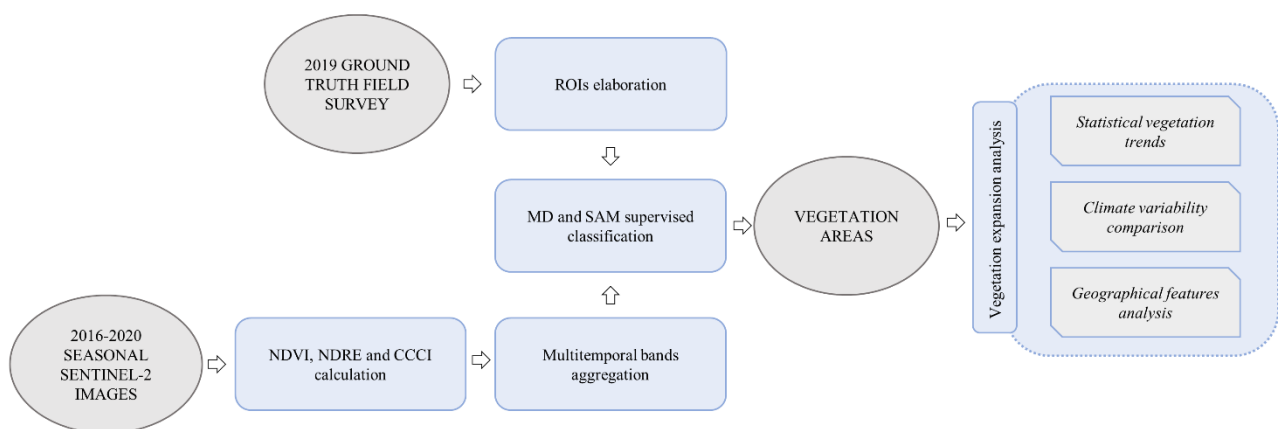 2019 GROUND
TRUTH FIELD
SURVEY
ROIs elaboration
MD and SAM supervised
classification
2016-2020
SEASONAL
SENTINEL-2
IMAGES
NDVI, NDRE and CCCI
calculation
Multitemporal bands
aggregation
VEGETATION
AREAS
Vegetation expansion analysis
Statistical vegetation
trends
Climate variability
comparison
Geographical features
analysis